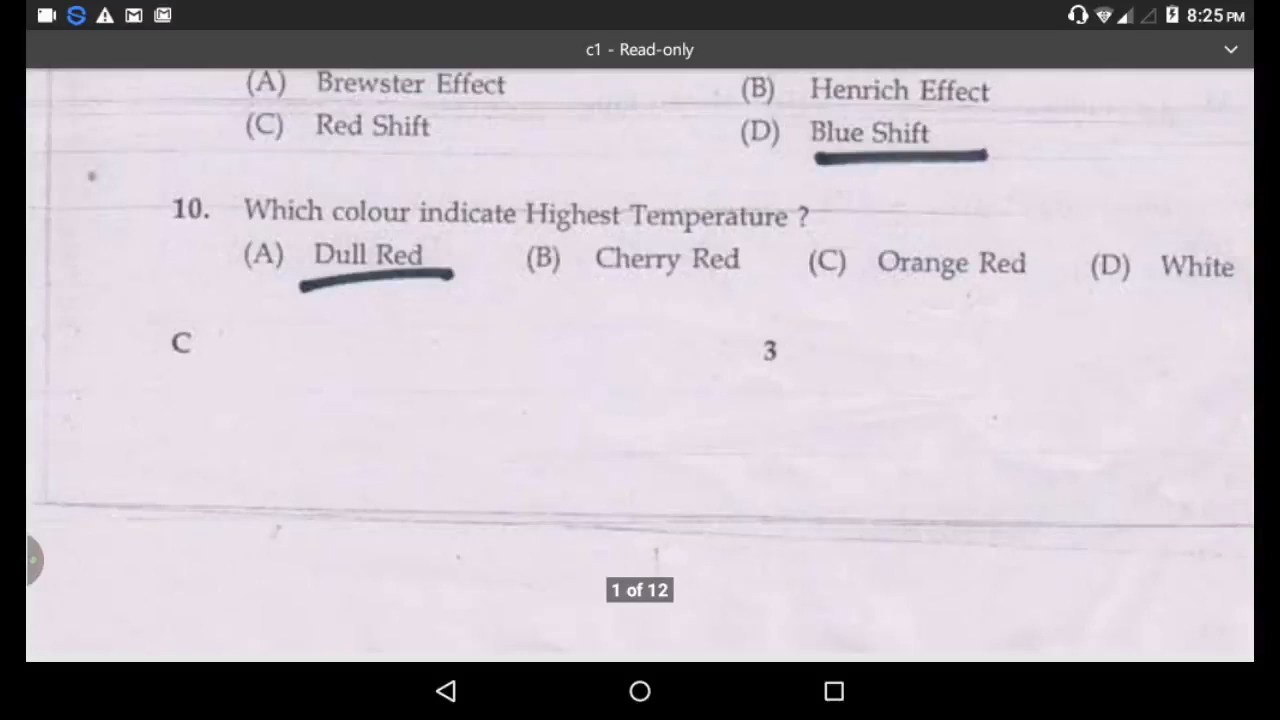 8:25 PM
c1 - Read-only
(A) Brewster Effect (B) Henrich Effect
(C) Red Shift (D) Blue Shift
10. Which colour indicate Highest Temperature ?
(A) Dull Red (B) Cherry Red (C) Orange Red (D) White
C 3
1 of 12